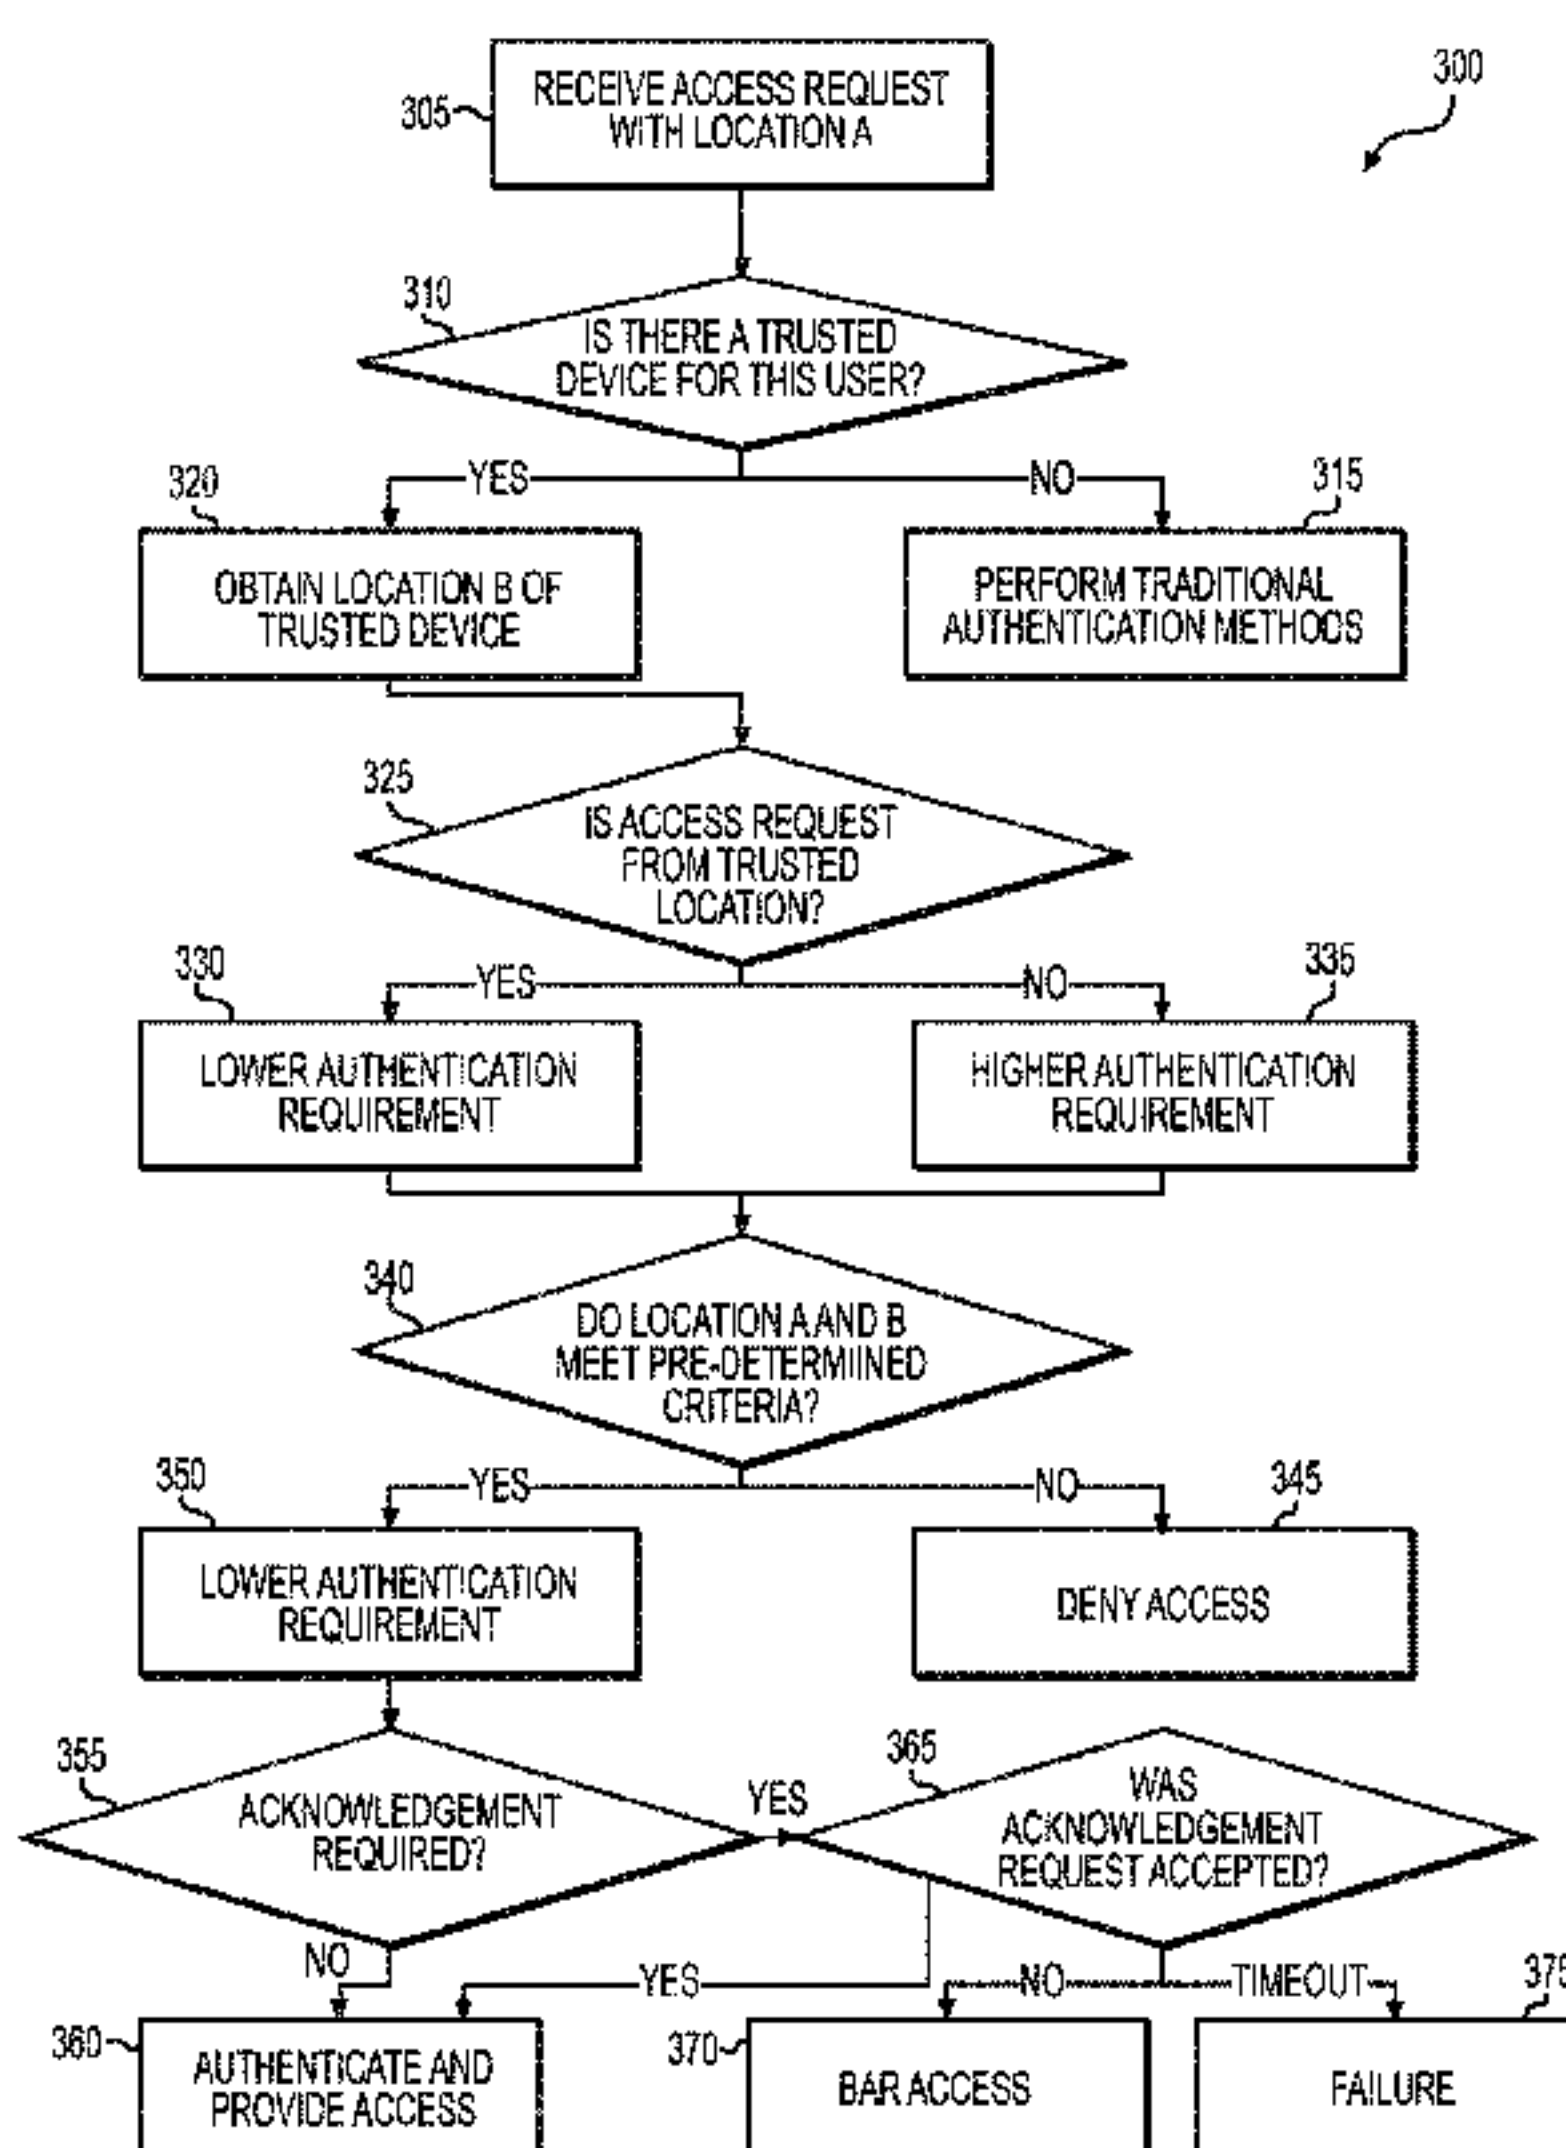 300
305
RECEIVE ACCESS REQUEST
WITH LOCATION A
310
IS THERE A TRUSTED
DEVICE FOR THIS USER?
YES
NO
320
OBTAIN LOCATION B OF
TRUSTED DEVICE
315
PERFORM TRADITIONAL
AUTHENTICATION METHODS
325
IS ACCESS REQUEST
FROM TRUSTED
LOCATION?
YES
NO
330
LOWER AUTHENTICATION
REQUIREMENT
335
HIGHER AUTHENTICATION
REQUIREMENT
340
DO LOCATION A AND B
MEET PRE-DETERMIINED
CRITERIA?
YES
NO
350
LOWER AUTHENTICATION
REQUIREMENT
345
DENY ACCESS
355
ACKNOWLEDGEMENT
REQUIRED?
YES
365
WAS
ACKNOWLEDGEMENT
REQUEST ACCEPTED?
NO
YES
NO
TIMEOUT
360
AUTHENTICATE AND
PROVIDE ACCESS
370
BAR ACCESS
375
FAILURE